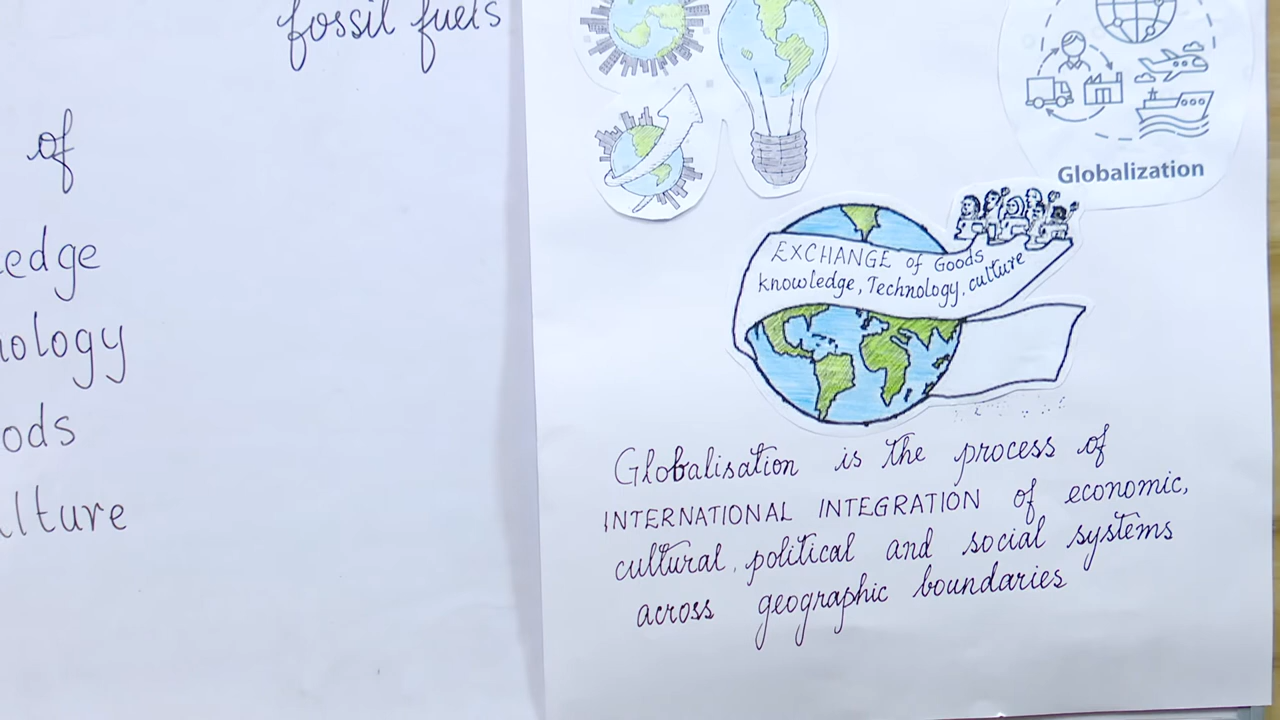 fossil fuels
of
edge
ology
ods
lture
Globalization
EXCHANGE of Goods
knowledge, Technology, culture
Globalisation is the process of
INTERNATIONAL INTEGRATION of economic,
cultural, political and social systems
across geographic boundaries